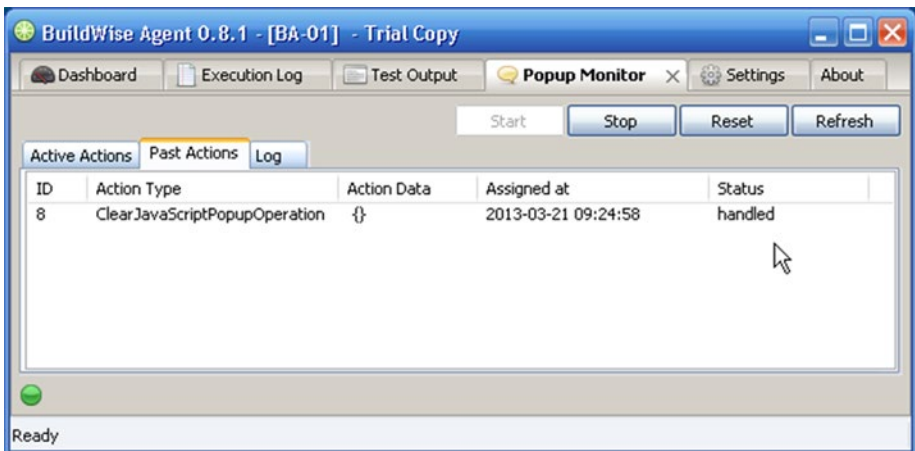 BuildWise Agent 0.8.1 - [BA-01] - Trial Copy
Dashboard Execution Log Test Output Popup Monitor Settings About
Start Stop Reset Refresh
Active Actions Past Actions Log
ID Action Type Action Data Assigned at Status
8 ClearJavaScriptPopupOperation {} 2013-03-21 09:24:58 handled
Ready